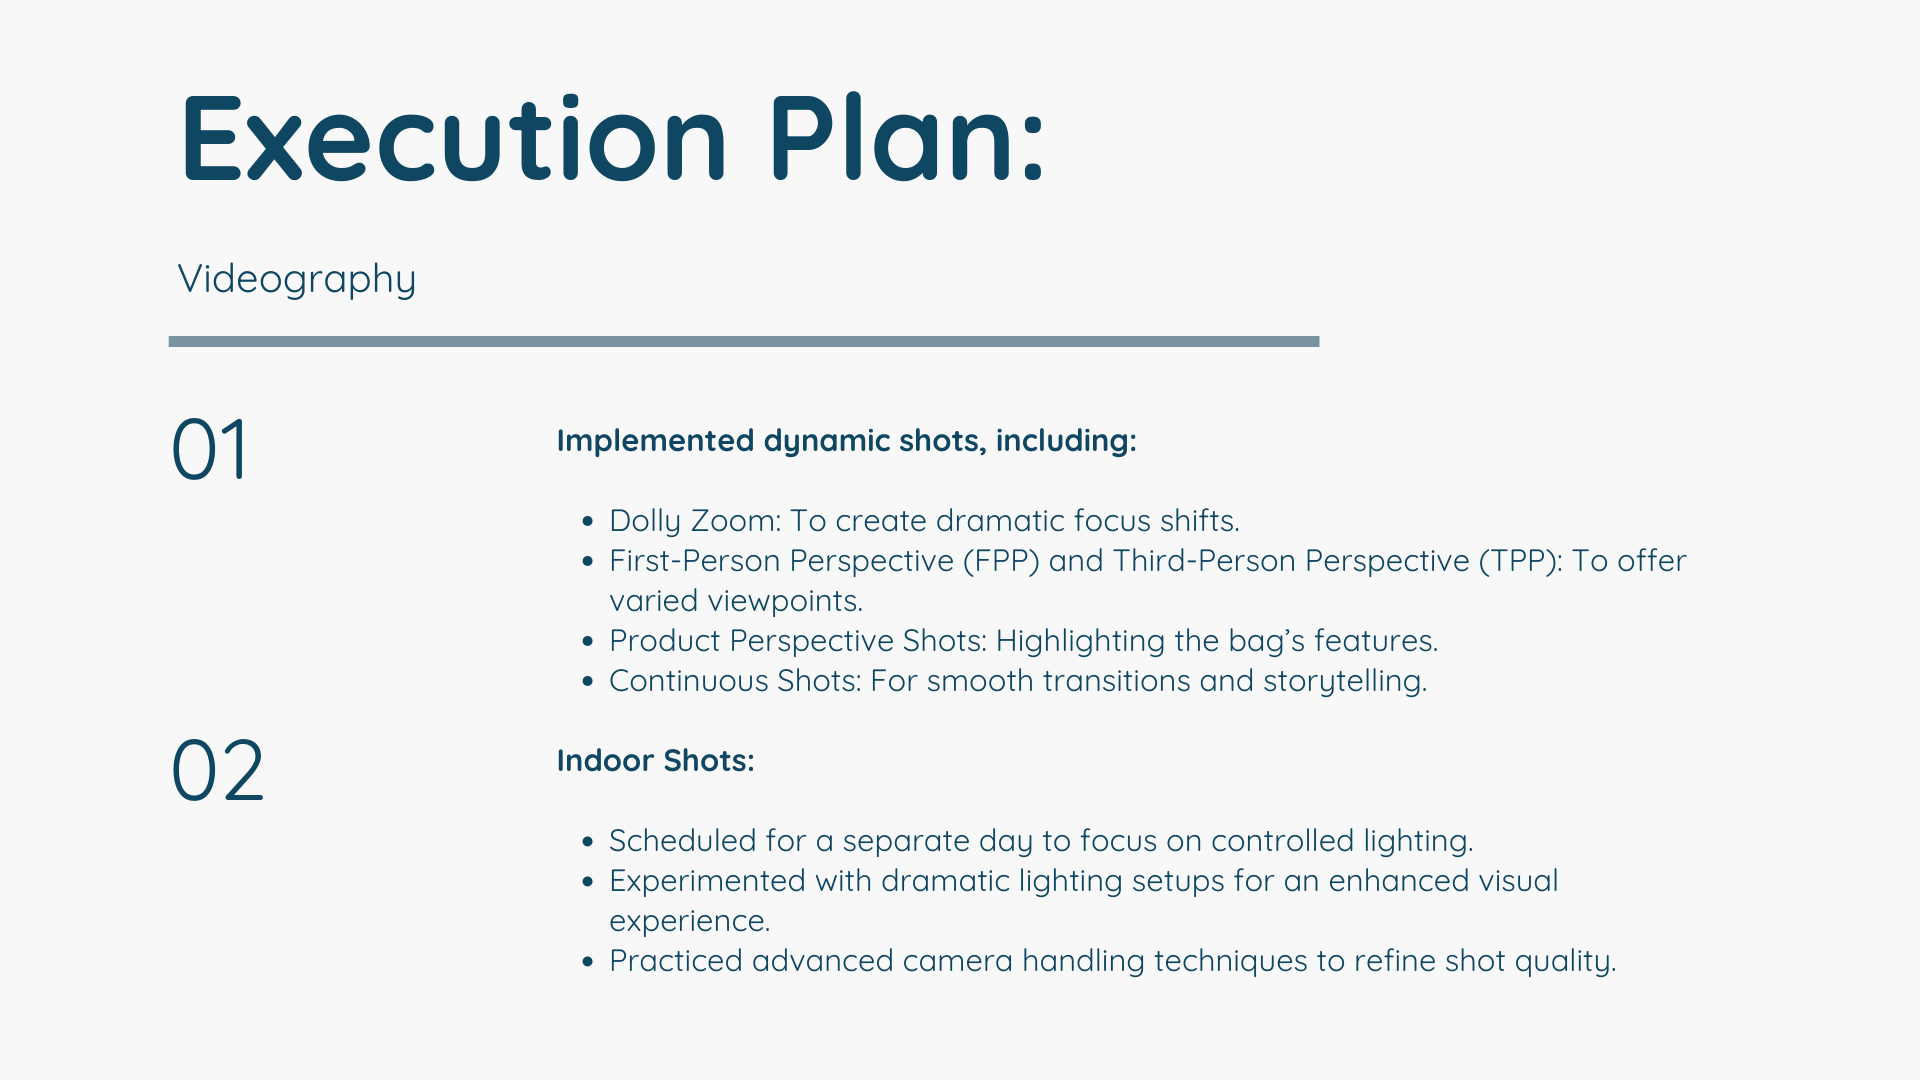 Execution Plan:
Videography
01
Implemented dynamic shots, including:
• Dolly Zoom: To create dramatic focus shifts.
• First-Person Perspective (FPP) and Third-Person Perspective (TPP): To offer
varied viewpoints.
• Product Perspective Shots: Highlighting the bag’s features.
• Continuous Shots: For smooth transitions and storytelling.
02
Indoor Shots:
• Scheduled for a separate day to focus on controlled lighting.
• Experimented with dramatic lighting setups for an enhanced visual
experience.
• Practiced advanced camera handling techniques to refine shot quality.